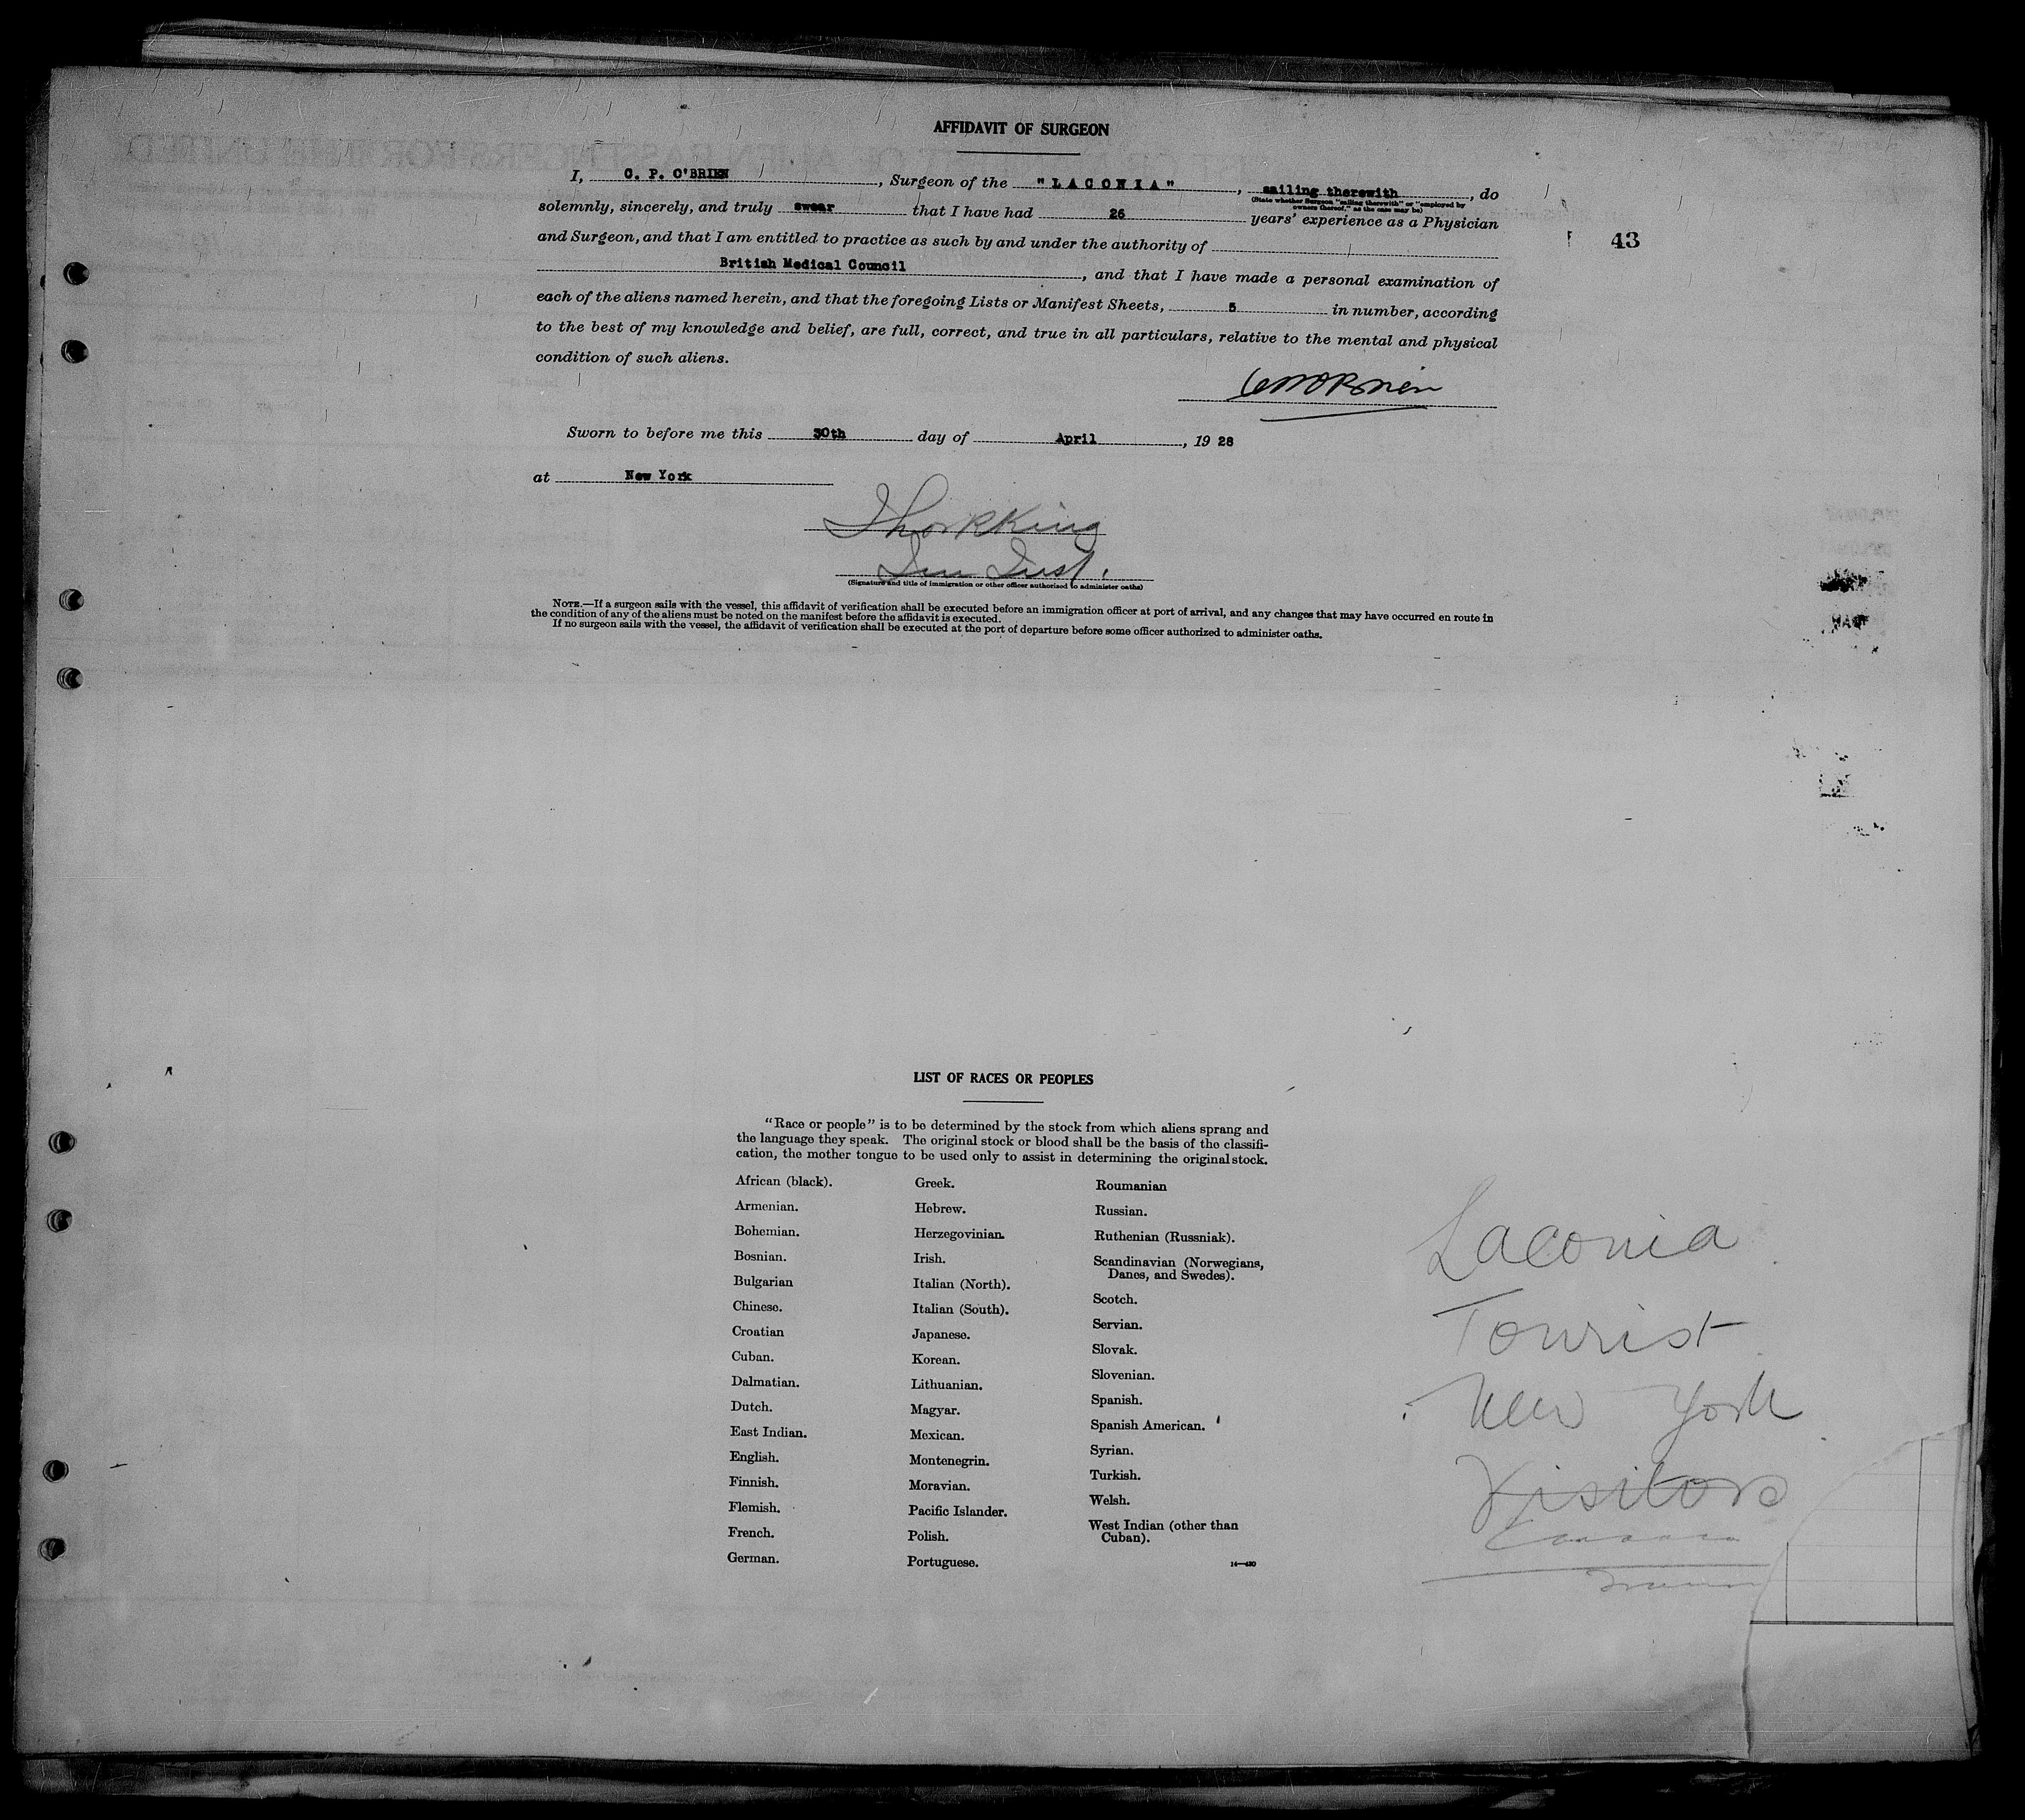 AFFIDAVIT OF SURGEON
I, C. P. O'BRIEN, Surgeon of the "LACONIA", sailing therewith, do
(State whether Surgeon "sailing therewith" or "employed by
owners thereof," as the case may be)
solemnly, sincerely, and truly swear that I have had 26 years' experience as a Physician
and Surgeon, and that I am entitled to practice as such by and under the authority of
British Medical Council, and that I have made a personal examination of
each of the aliens named herein, and that the foregoing Lists or Manifest Sheets, 5 in number, according
to the best of my knowledge and belief, are full, correct, and true in all particulars, relative to the mental and physical
condition of such aliens.
43
Sworn to before me this 30th day of April, 1928
at New York
(Signature and title of immigration or other officer authorized to administer oaths)
NOTE.—If a surgeon sails with the vessel, this affidavit of verification shall be executed before an immigration officer at port of arrival, and any changes that may have occurred en route in
the condition of any of the aliens must be noted on the manifest before the affidavit is executed.
If no surgeon sails with the vessel, the affidavit of verification shall be executed at the port of departure before some officer authorized to administer oaths.
LIST OF RACES OR PEOPLES
"Race or people" is to be determined by the stock from which aliens sprang and
the language they speak. The original stock or blood shall be the basis of the classifi-
cation, the mother tongue to be used only to assist in determining the original stock.
African (black).
Armenian.
Bohemian.
Bosnian.
Bulgarian
Chinese.
Croatian
Cuban.
Dalmatian.
Dutch.
East Indian.
English.
Finnish.
Flemish.
French.
German.
Greek.
Hebrew.
Herzegovinian.
Irish.
Italian (North).
Italian (South).
Japanese.
Korean.
Lithuanian.
Magyar.
Mexican.
Montenegrin.
Moravian.
Pacific Islander.
Polish.
Portuguese.
Roumanian
Russian.
Ruthenian (Russniak).
Scandinavian (Norwegians,
Danes, and Swedes).
Scotch.
Servian.
Slovak.
Slovenian.
Spanish.
Spanish American.
Syrian.
Turkish.
Welsh.
West Indian (other than
Cuban).
14—430
Laconia
Tourist
New York
Visitors